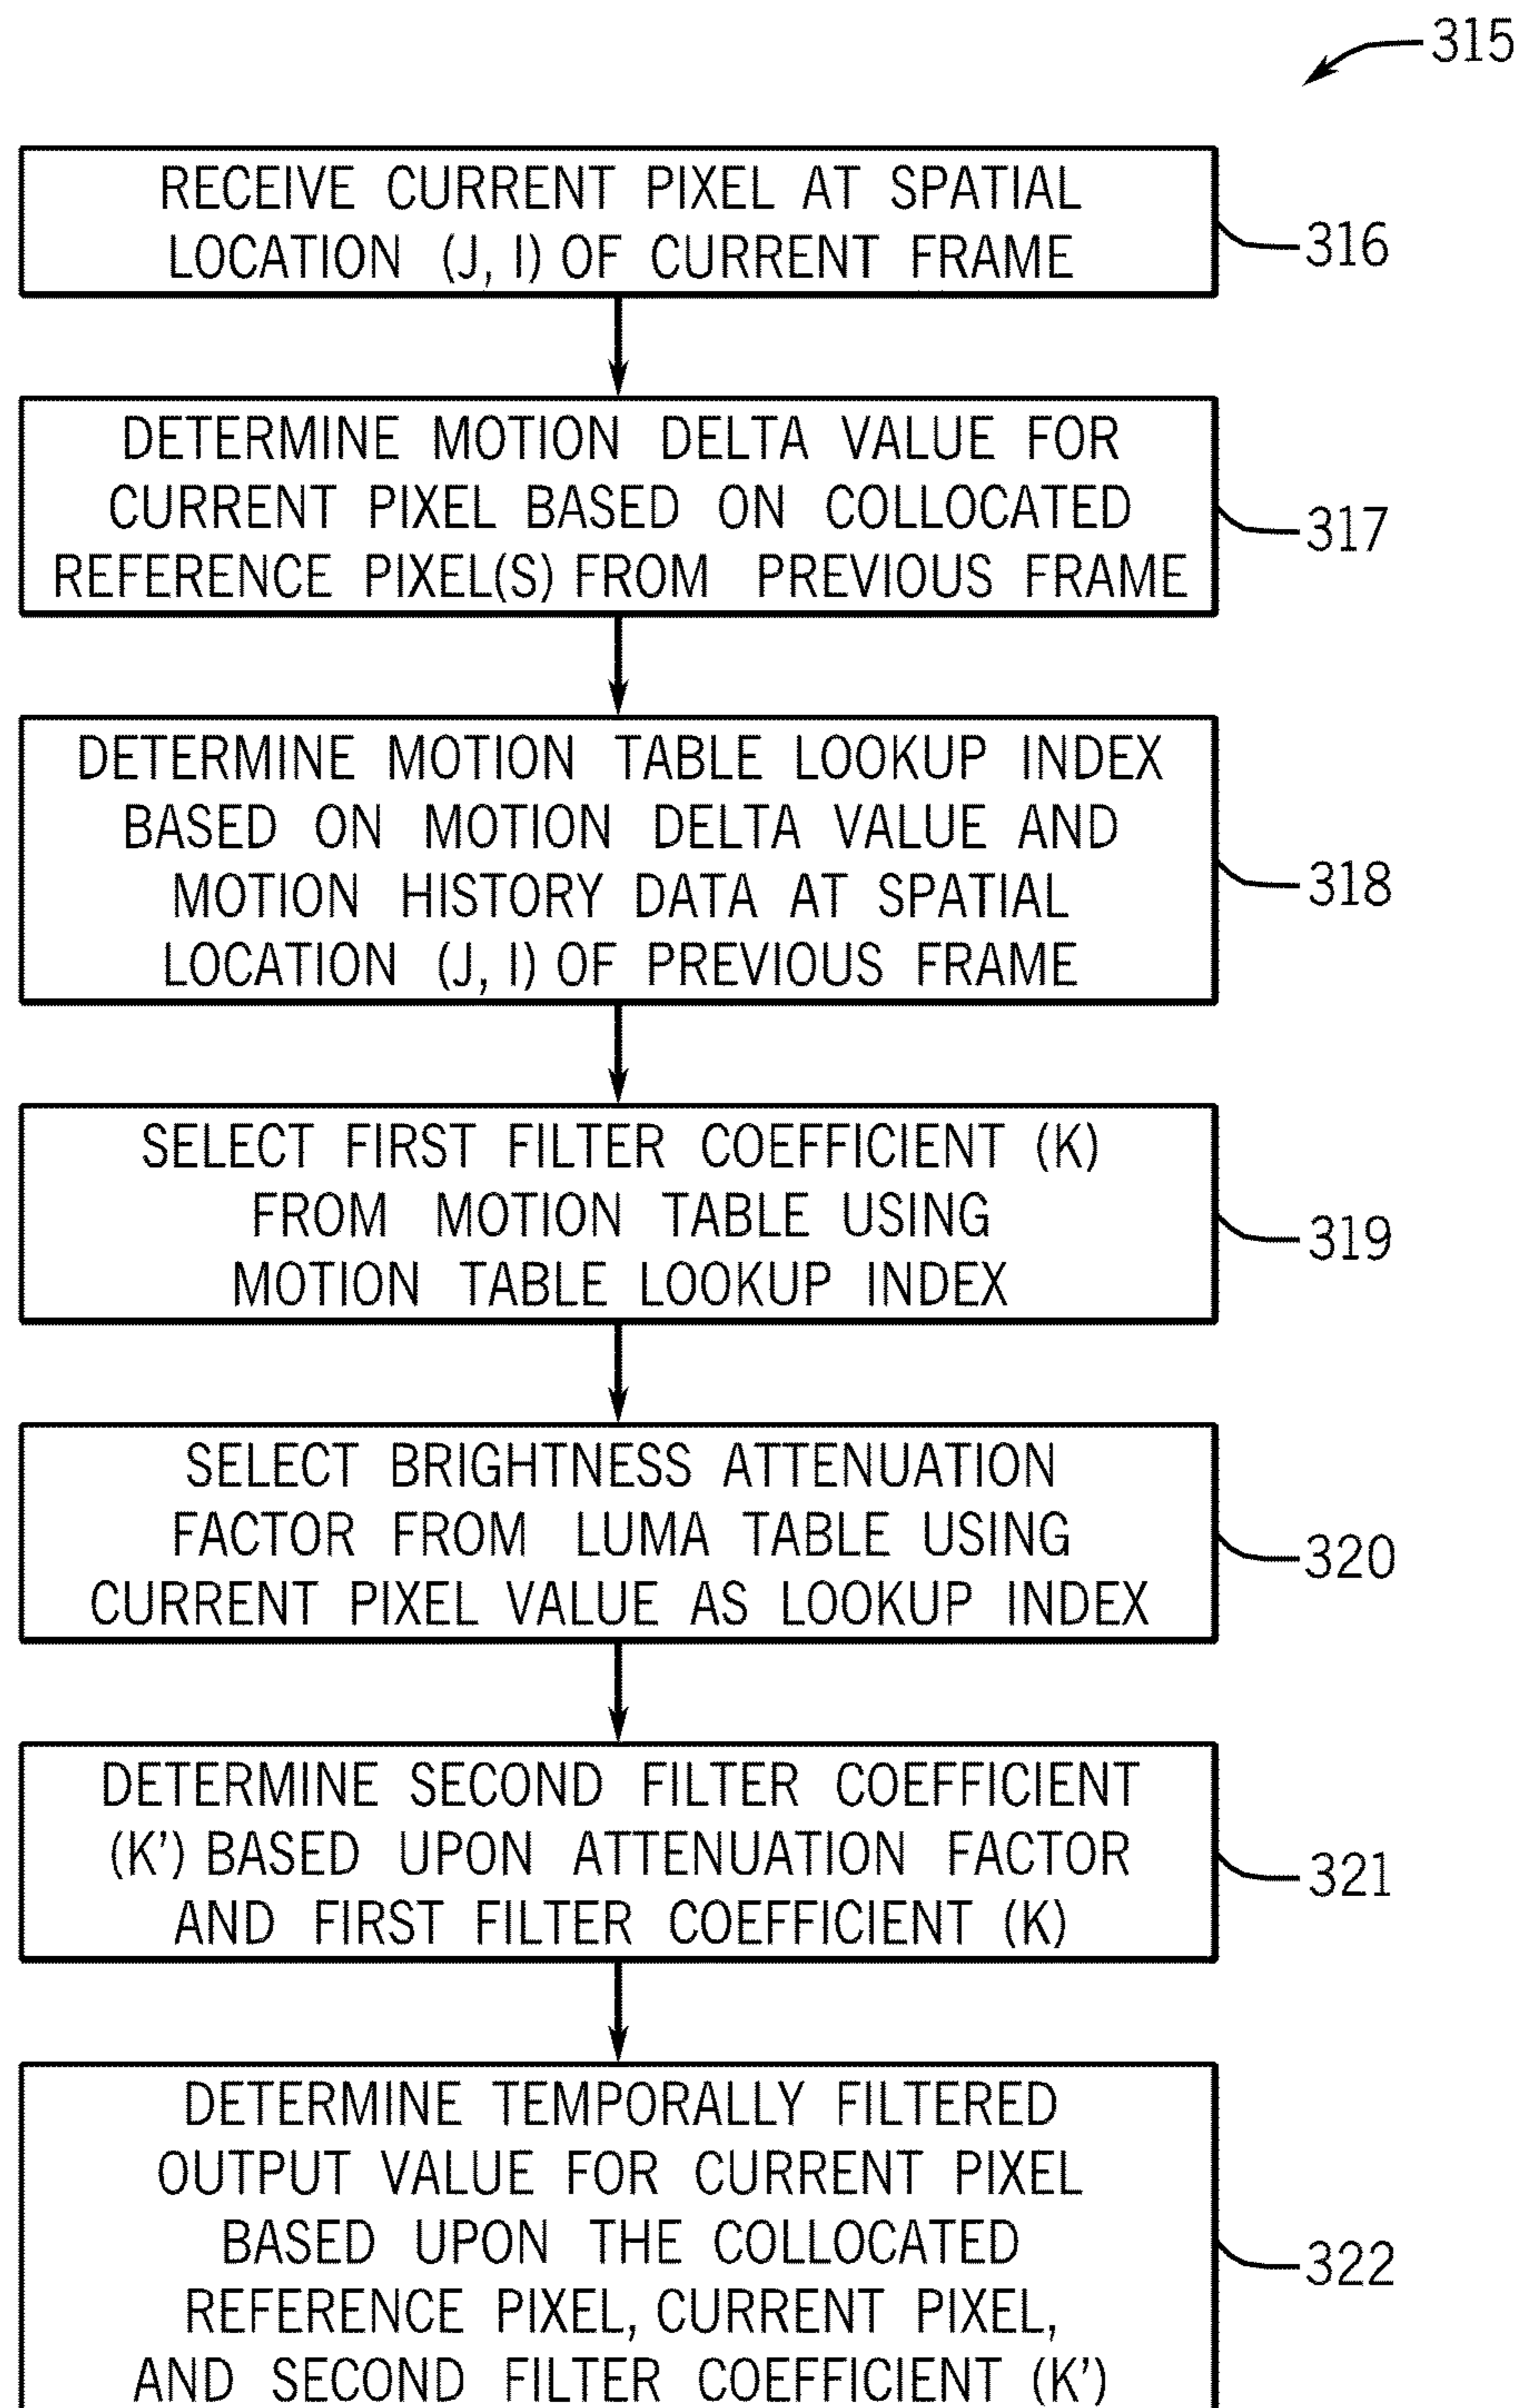 315
RECEIVE CURRENT PIXEL AT SPATIAL
LOCATION (J, I) OF CURRENT FRAME
316
DETERMINE MOTION DELTA VALUE FOR
CURRENT PIXEL BASED ON COLLOCATED
REFERENCE PIXEL(S) FROM PREVIOUS FRAME
317
DETERMINE MOTION TABLE LOOKUP INDEX
BASED ON MOTION DELTA VALUE AND
MOTION HISTORY DATA AT SPATIAL
LOCATION (J, I) OF PREVIOUS FRAME
318
SELECT FIRST FILTER COEFFICIENT (K)
FROM MOTION TABLE USING
MOTION TABLE LOOKUP INDEX
319
SELECT BRIGHTNESS ATTENUATION
FACTOR FROM LUMA TABLE USING
CURRENT PIXEL VALUE AS LOOKUP INDEX
320
DETERMINE SECOND FILTER COEFFICIENT
(K’) BASED UPON ATTENUATION FACTOR
AND FIRST FILTER COEFFICIENT (K)
321
DETERMINE TEMPORALLY FILTERED
OUTPUT VALUE FOR CURRENT PIXEL
BASED UPON THE COLLOCATED
REFERENCE PIXEL, CURRENT PIXEL,
AND SECOND FILTER COEFFICIENT (K’)
322